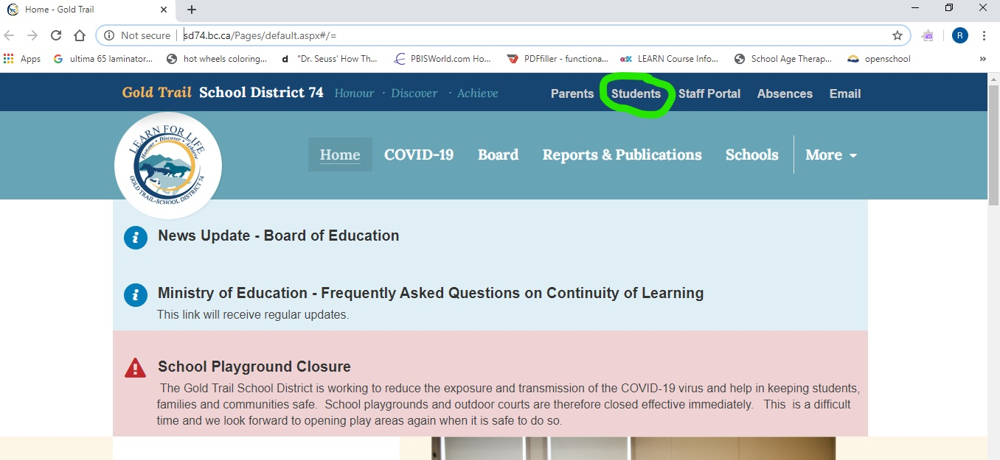 Home - Gold Trail
Not secure | sd74.bc.ca/Pages/default.aspx#/=
R
Apps ultima 65 laminator... hot wheels coloring... "Dr. Seuss' How Th... PBISWorld.com Ho... PDFfiller - functiona... edX LEARN Course Info... School Age Therap... openschool »
Gold Trail School District 74 Honour · Discover · Achieve Parents Students Staff Portal Absences Email
LEARN FOR LIFE
Honour • Discover • Achieve
GOLD TRAIL-SCHOOL DISTRICT 74
Home COVID-19 Board Reports & Publications Schools More
News Update - Board of Education
Ministry of Education - Frequently Asked Questions on Continuity of Learning
This link will receive regular updates.
School Playground Closure
The Gold Trail School District is working to reduce the exposure and transmission of the COVID-19 virus and help in keeping students,
families and communities safe. School playgrounds and outdoor courts are therefore closed effective immediately. This is a difficult
time and we look forward to opening play areas again when it is safe to do so.